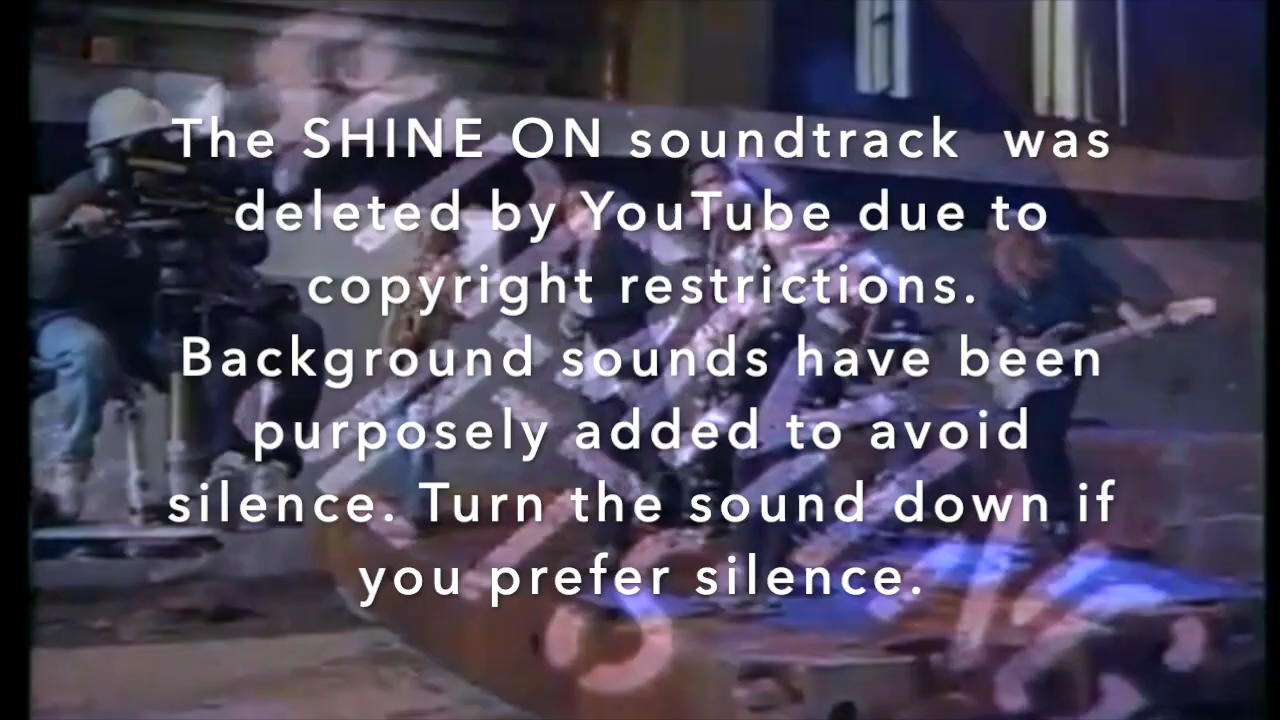 The SHINE ON soundtrack was
deleted by YouTube due to
copyright restrictions.
Background sounds have been
purposely added to avoid
silence. Turn the sound down if
you prefer silence.